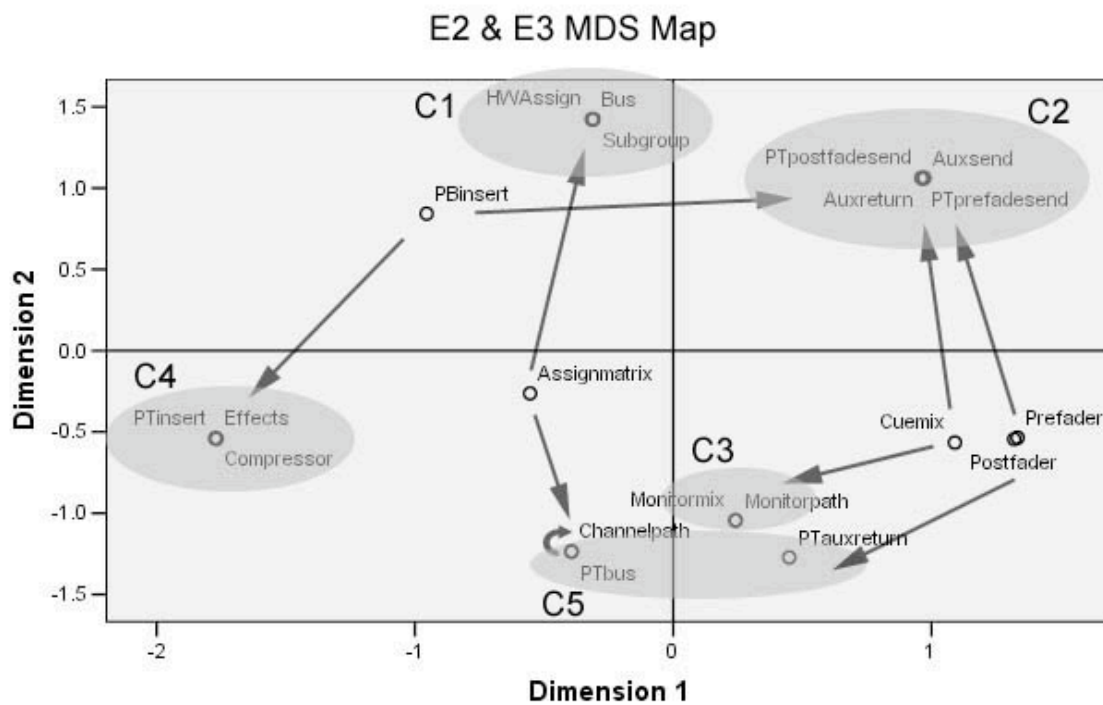 E2 & E3 MDS Map
C1
HWAssign Bus
Subgroup
C2
PTpostfadesend Auxsend
Auxreturn PTprefadesend
PBinsert
C4
PTinsert Effects
Compressor
Assignmatrix
Cuemix
Prefader
Postfader
C3
Monitormix Monitorpath
Channelpath
PTauxreturn
PTbus
C5
1.5
1.0
0.5
0.0
-0.5
-1.0
-1.5
Dimension 2
-2 -1 0 1
Dimension 1